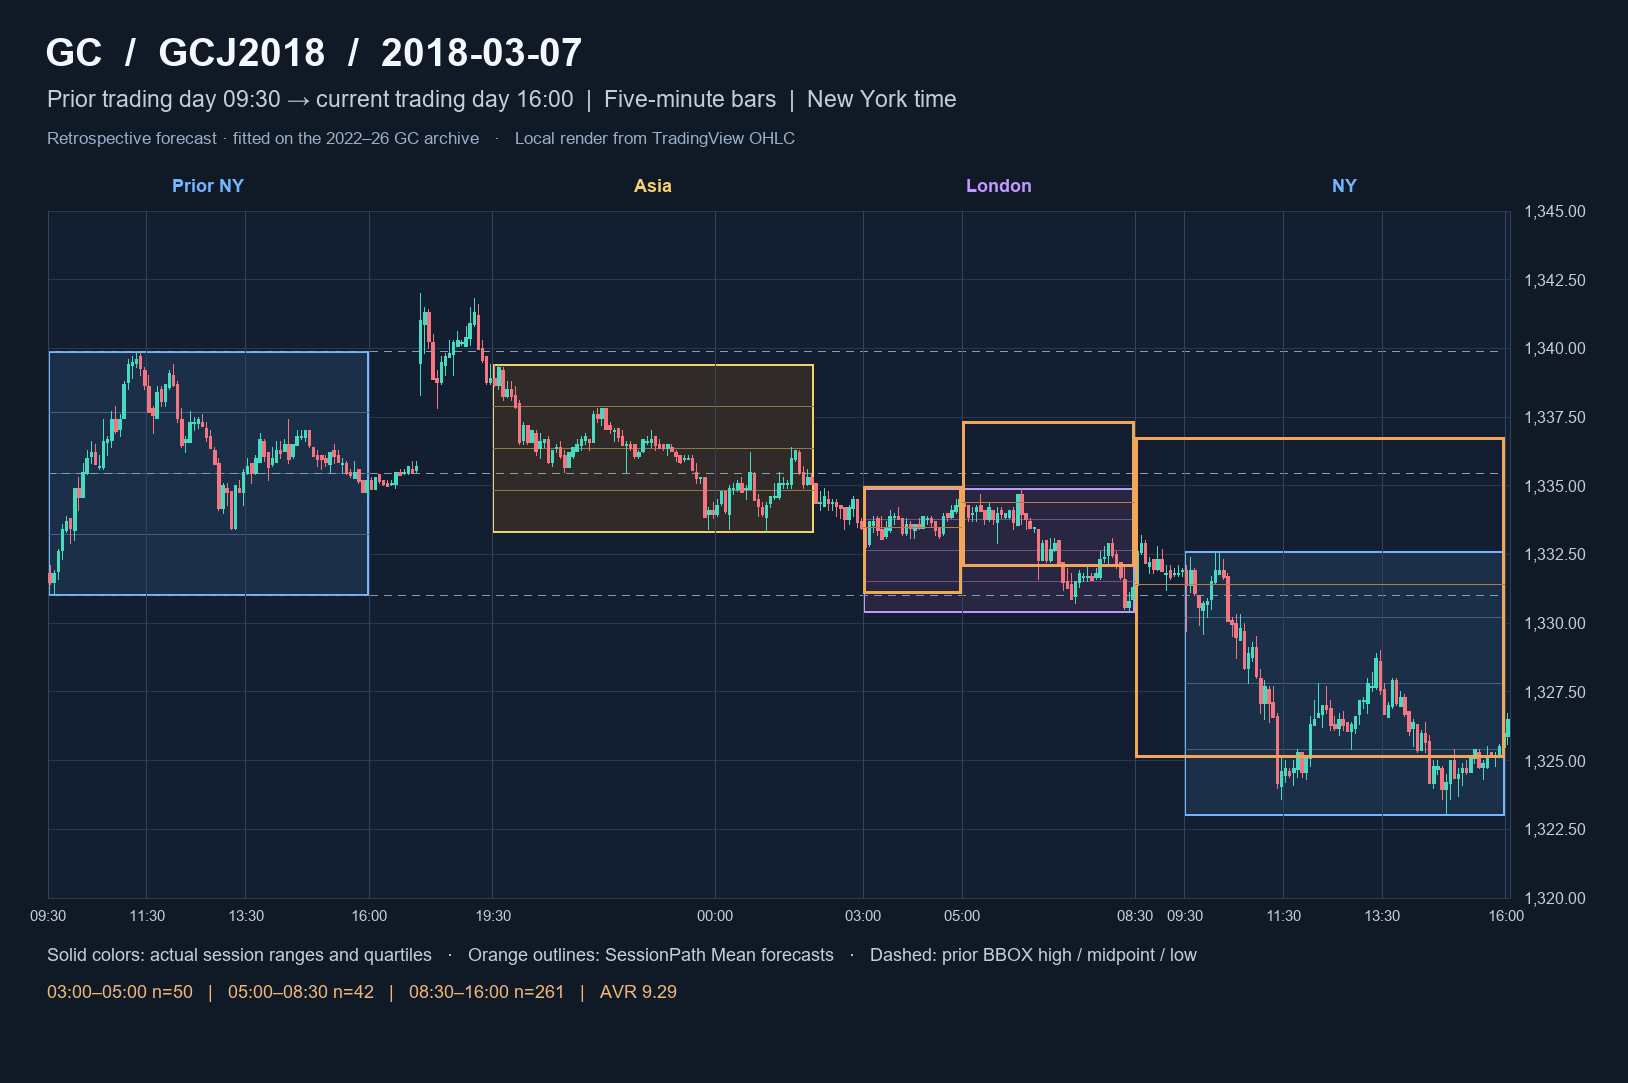 GC / GCJ2018 / 2018-03-07
Prior trading day 09:30 → current trading day 16:00 | Five-minute bars | New York time
Retrospective forecast · fitted on the 2022–26 GC archive · Local render from TradingView OHLC
Prior NY Asia London NY
1,345.00
1,342.50
1,340.00
1,337.50
1,335.00
1,332.50
1,330.00
1,327.50
1,325.00
1,322.50
1,320.00
09:30 11:30 13:30 16:00 19:30 00:00 03:00 05:00 08:30 09:30 11:30 13:30 16:00
Solid colors: actual session ranges and quartiles · Orange outlines: SessionPath Mean forecasts · Dashed: prior BBOX high / midpoint / low
03:00–05:00 n=50 | 05:00–08:30 n=42 | 08:30–16:00 n=261 | AVR 9.29